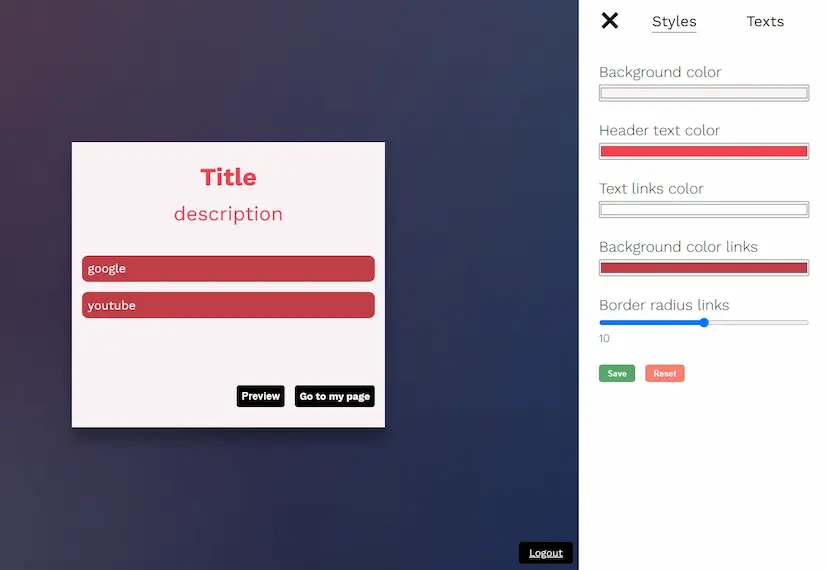 Title
description
google
youtube
Preview Go to my page
Logout
Styles Texts
Background color
Header text color
Text links color
Background color links
Border radius links
10
Save Reset